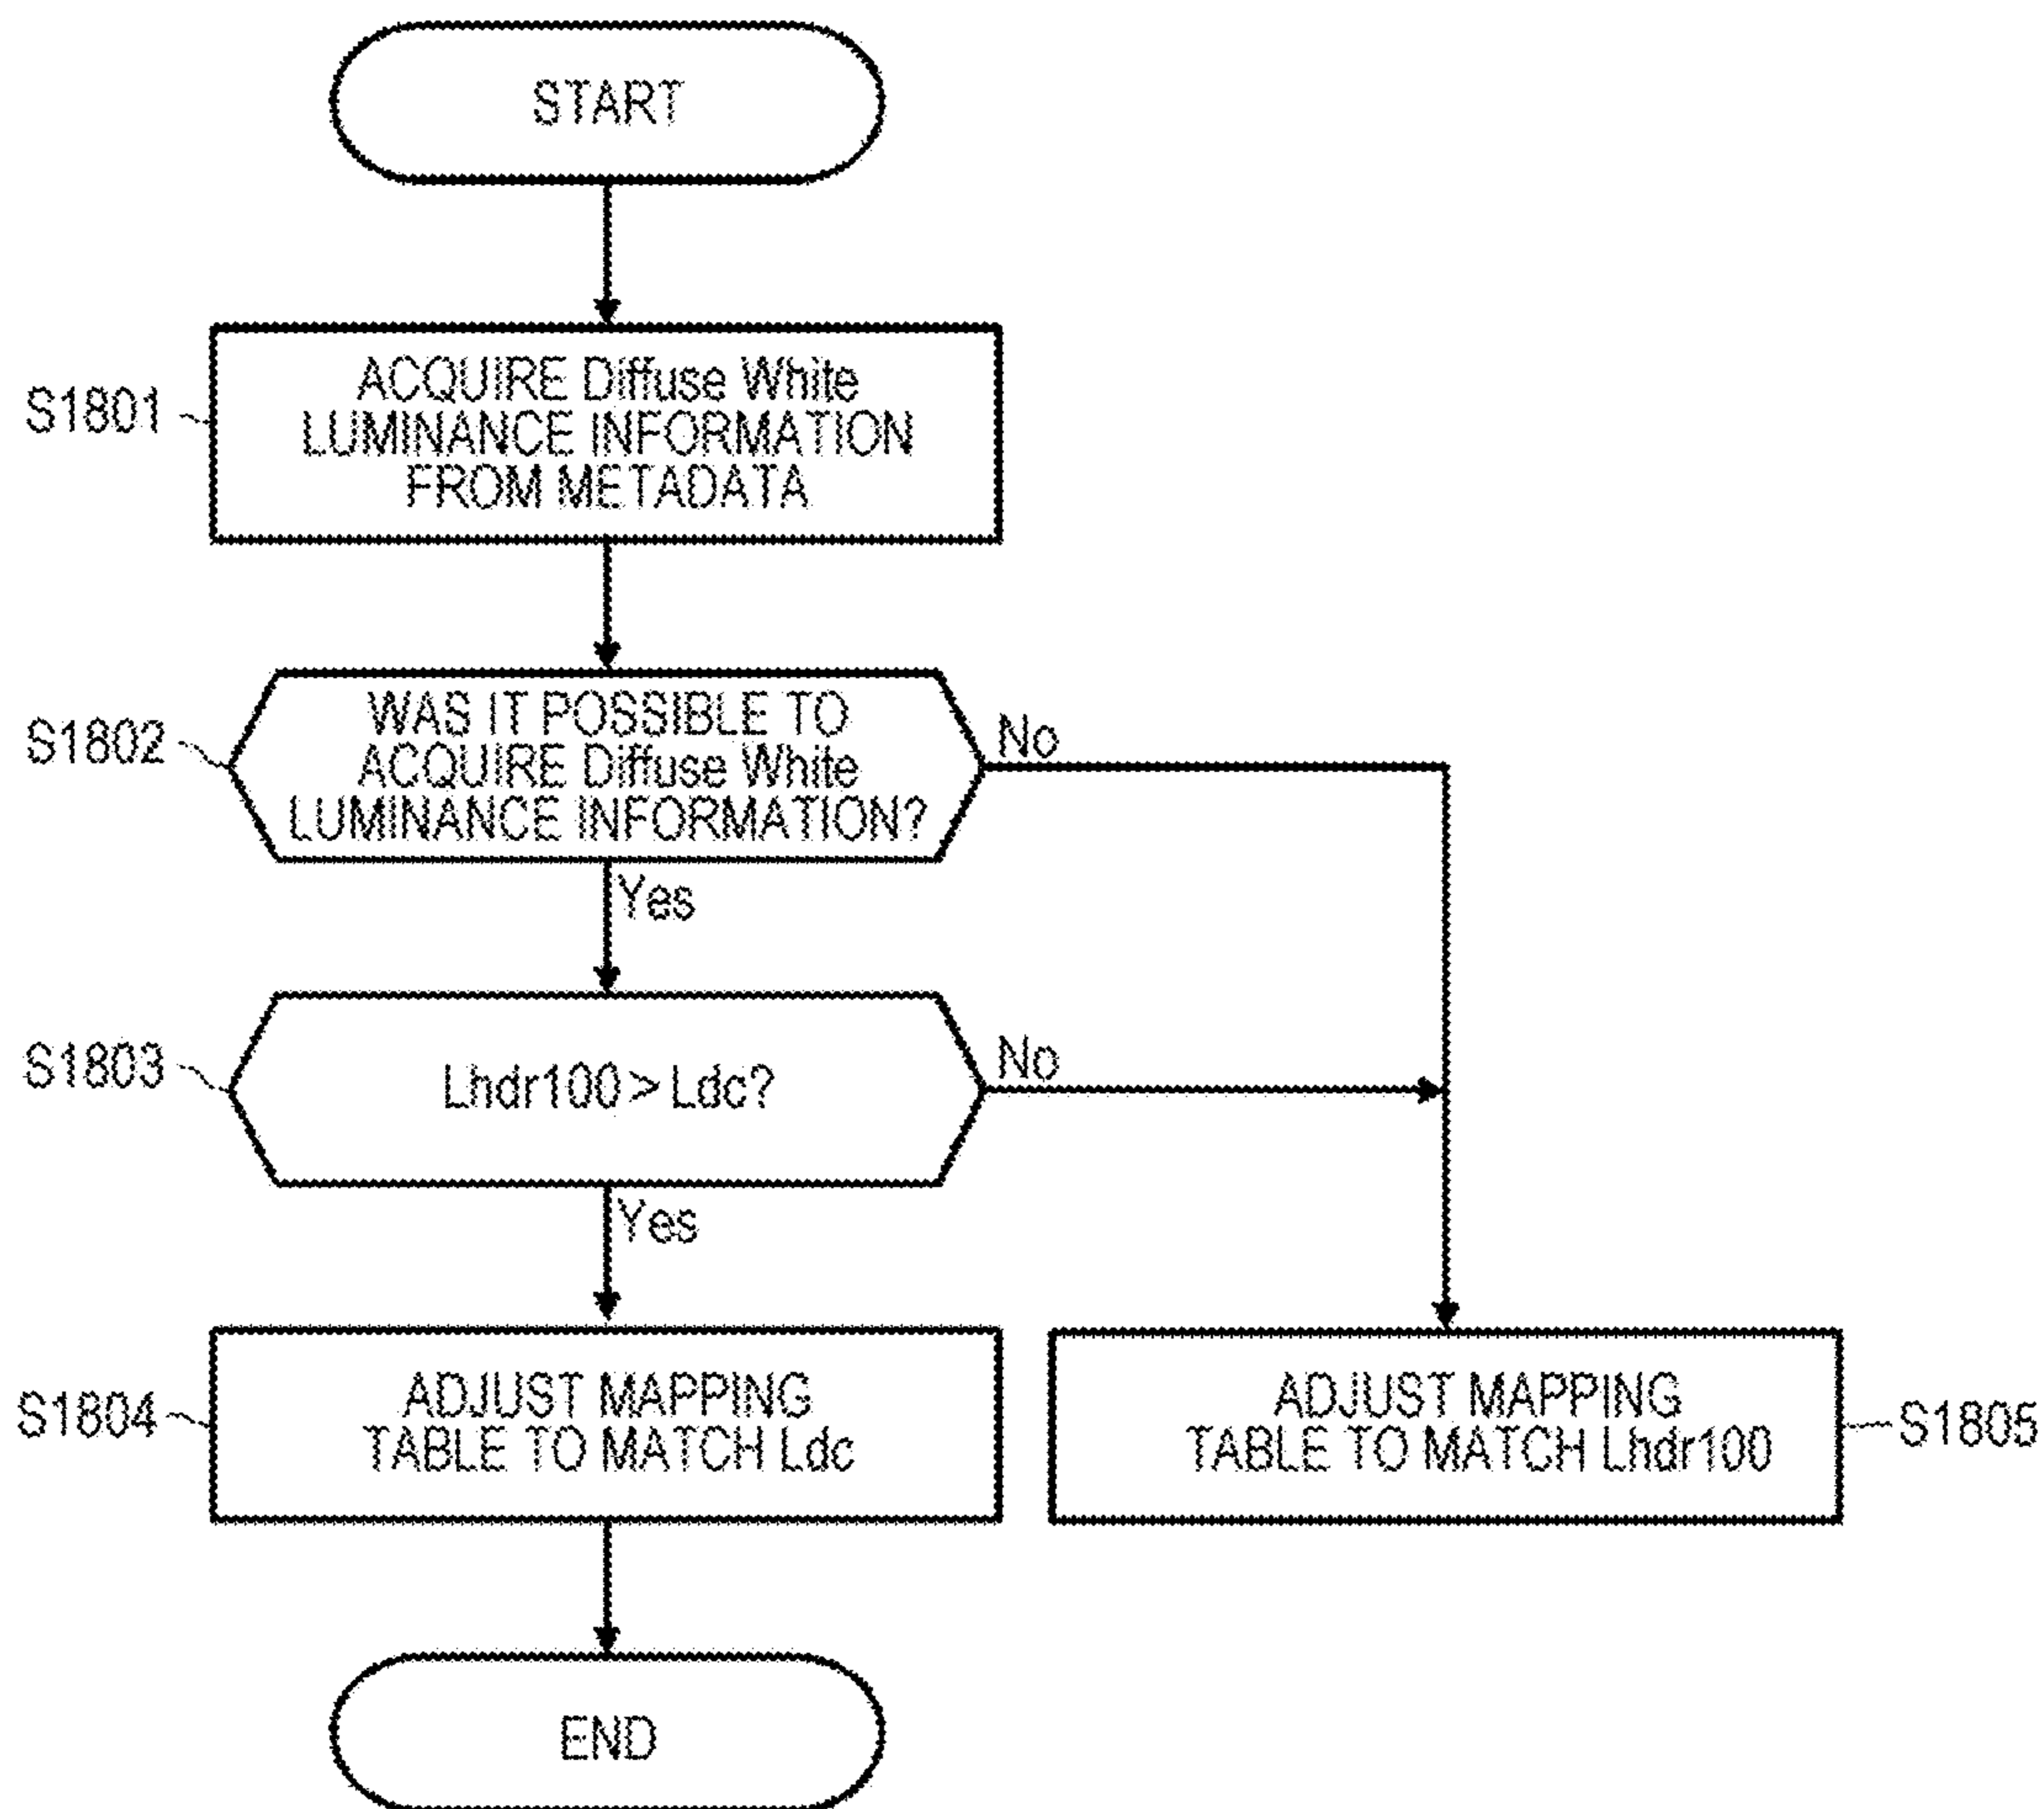 START
S1801
ACQUIRE Diffuse White
LUMINANCE INFORMATION
FROM METADATA
S1802
WAS IT POSSIBLE TO
ACQUIRE Diffuse White
LUMINANCE INFORMATION?
No
Yes
S1803
Lhdr100 > Ldc?
No
Yes
S1804
ADJUST MAPPING
TABLE TO MATCH Ldc
ADJUST MAPPING
TABLE TO MATCH Lhdr100
S1805
END